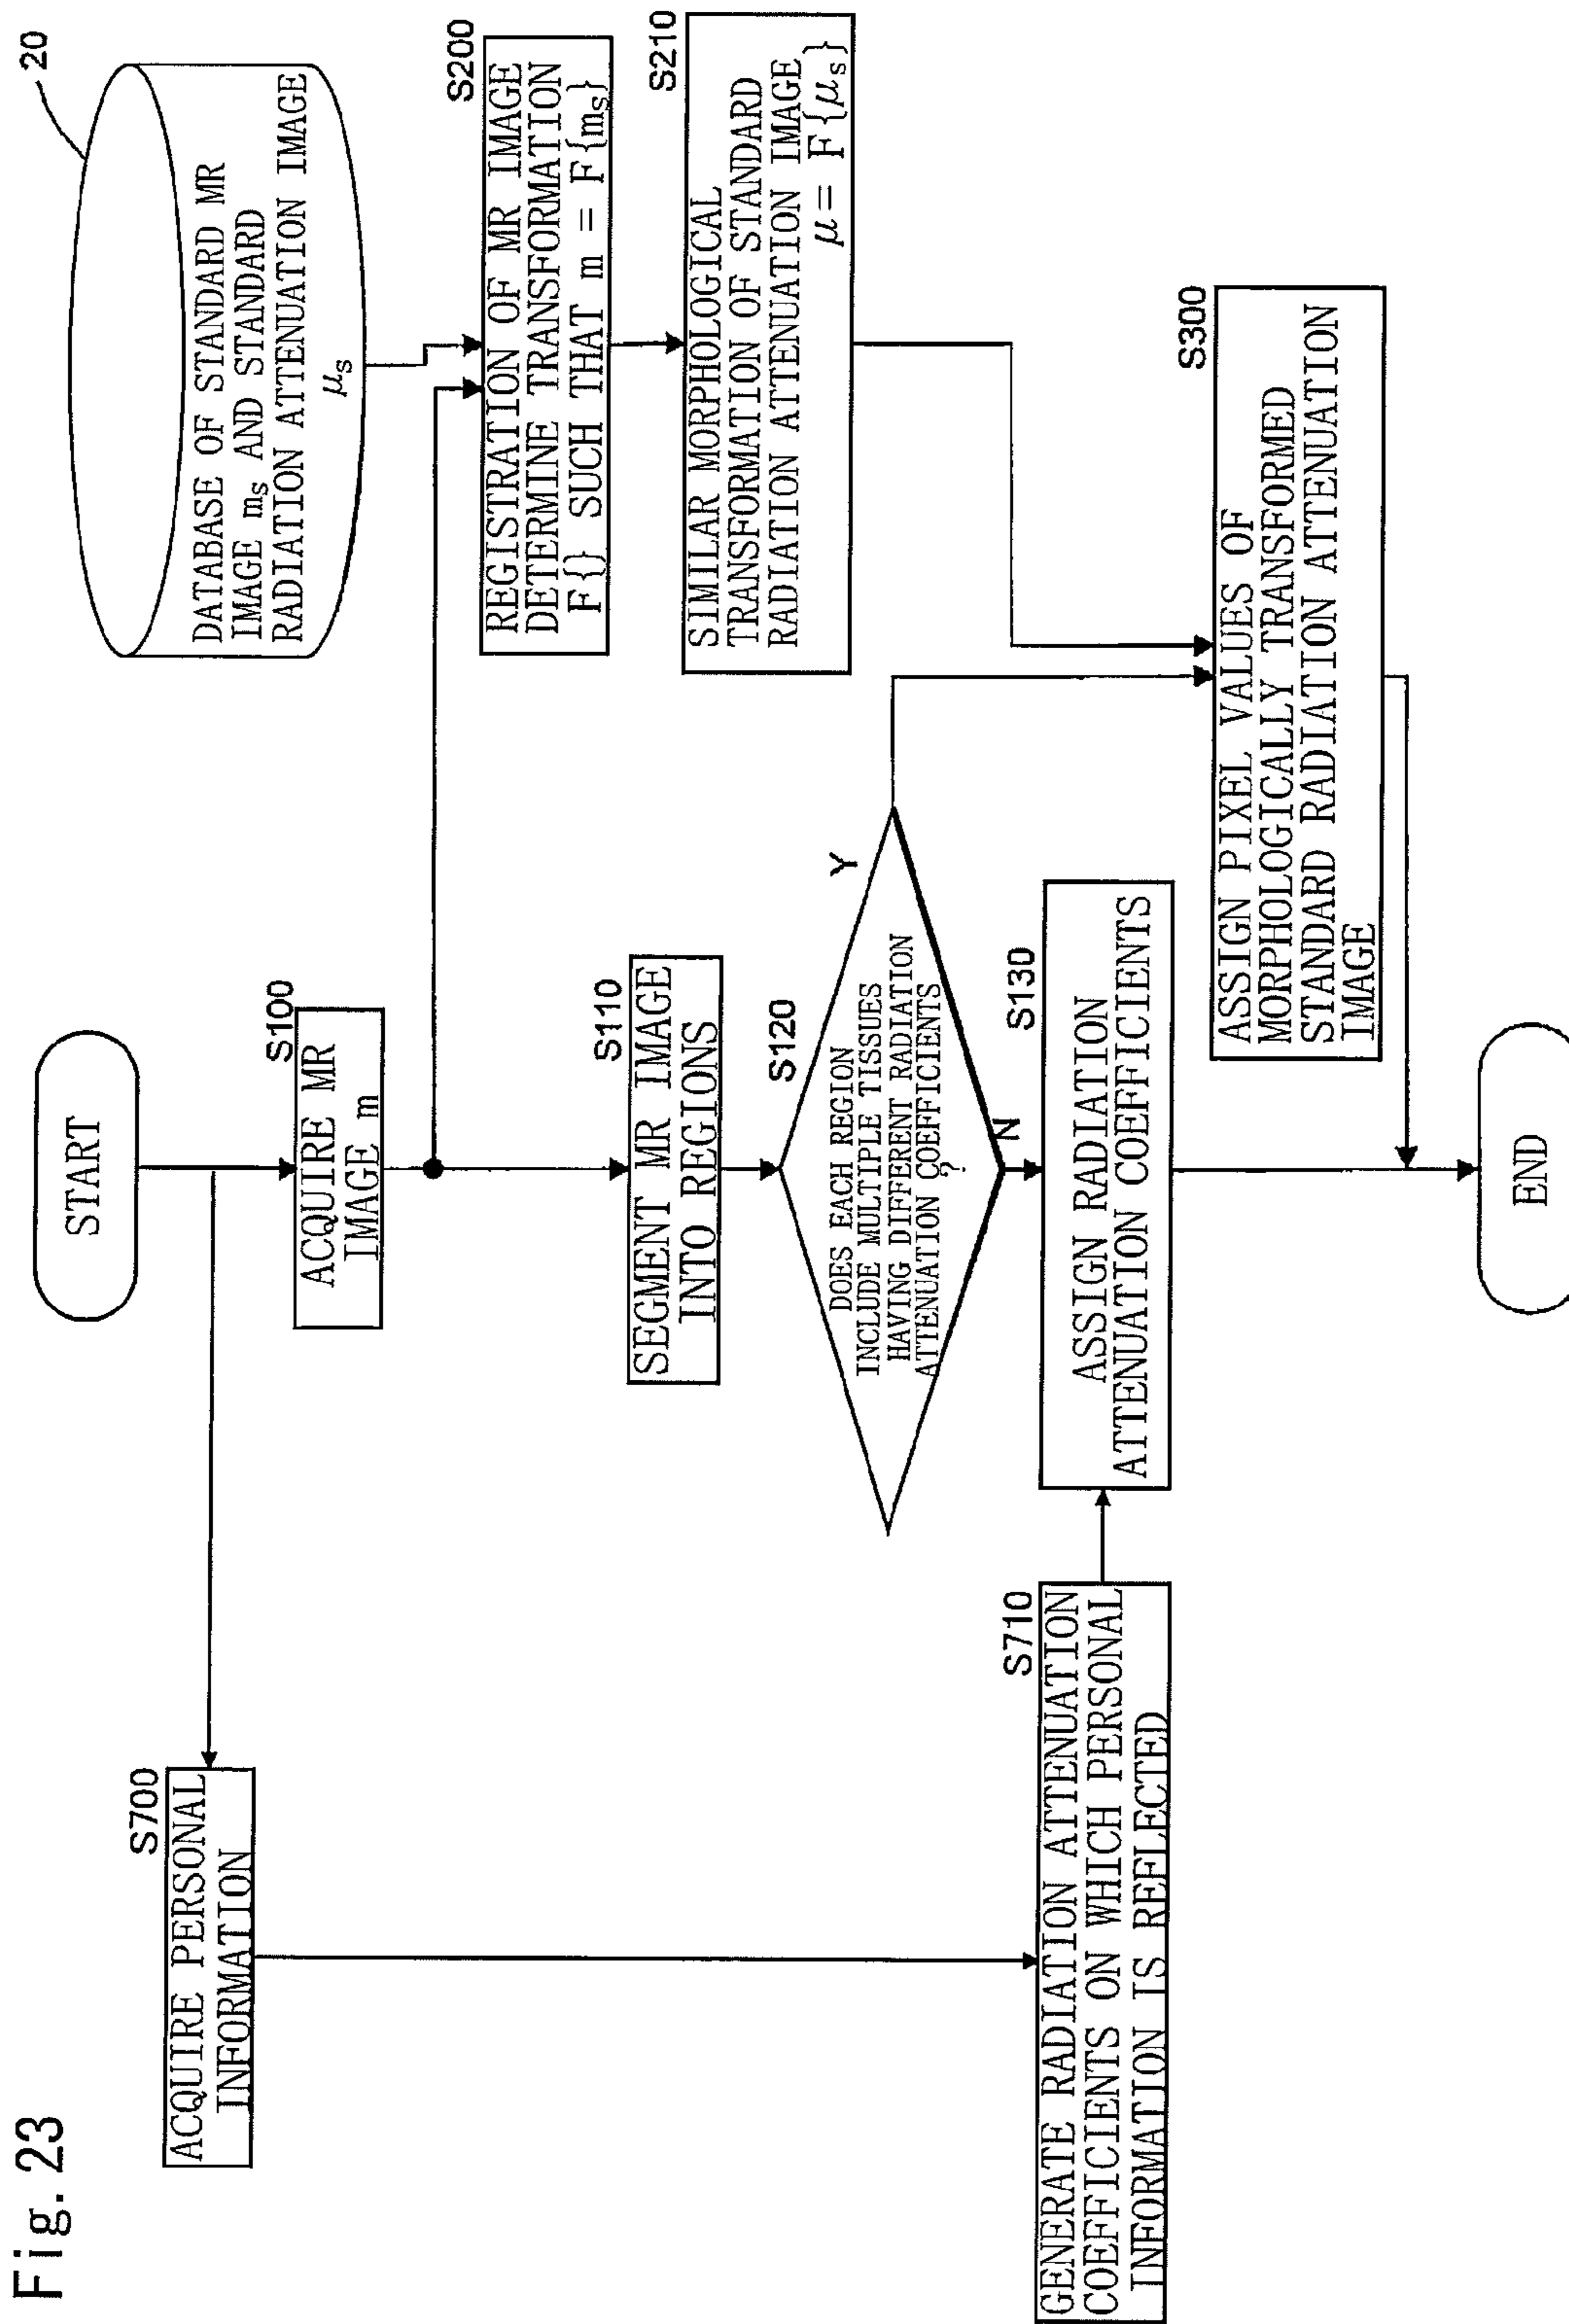 Fig. 23
START
S700
ACQUIRE PERSONAL
INFORMATION
S100
ACQUIRE MR
IMAGE m
20
DATABASE OF STANDARD MR
IMAGE mₛ AND STANDARD
RADIATION ATTENUATION IMAGE
μₛ
S200
REGISTRATION OF MR IMAGE
DETERMINE TRANSFORMATION
F{} SUCH THAT m = F{mₛ}
S110
SEGMENT MR IMAGE
INTO REGIONS
S210
SIMILAR MORPHOLOGICAL
TRANSFORMATION OF STANDARD
RADIATION ATTENUATION IMAGE
μ = F{μₛ}
S120
DOES EACH REGION
INCLUDE MULTIPLE TISSUES
HAVING DIFFERENT RADIATION
ATTENUATION COEFFICIENTS
?
Y
N
S710
GENERATE RADIATION ATTENUATION
COEFFICIENTS ON WHICH PERSONAL
INFORMATION IS REFLECTED
S130
ASSIGN RADIATION
ATTENUATION COEFFICIENTS
S300
ASSIGN PIXEL VALUES OF
MORPHOLOGICALLY TRANSFORMED
STANDARD RADIATION ATTENUATION
IMAGE
END